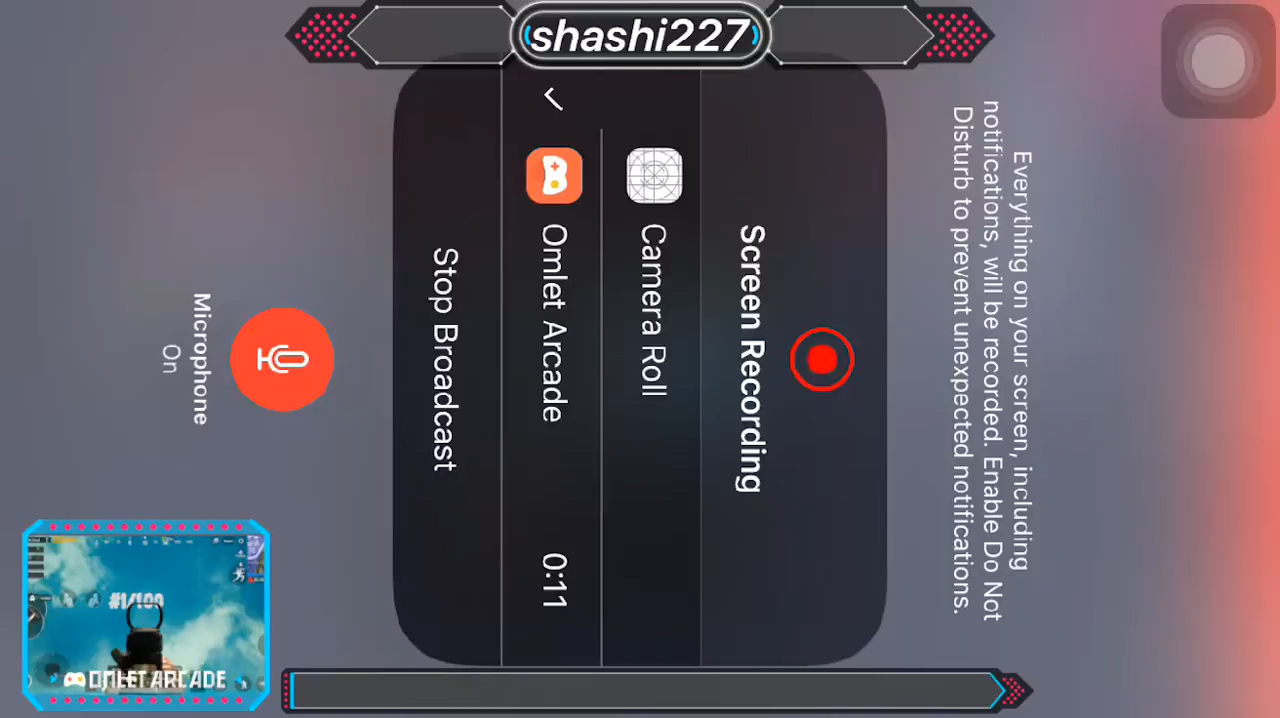 shashi227
Everything on your screen, including
notifications, will be recorded. Enable Do Not
Disturb to prevent unexpected notifications.
Screen Recording
Camera Roll
Omlet Arcade 0:11
Stop Broadcast
Microphone
On
#1/100
OMLET ARCADE